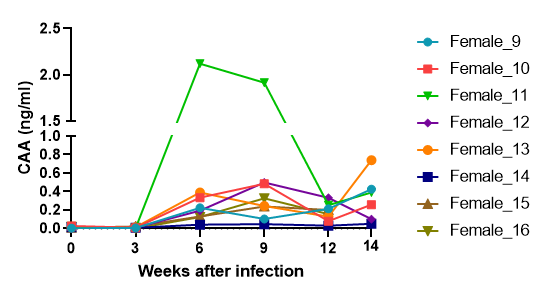 2.5
2.0
1.5
1.0
0.8
0.6
0.4
0.2
0.0
CAA (ng/ml)
0 3 6 9 12 14
Weeks after infection
Female_9
Female_10
Female_11
Female_12
Female_13
Female_14
Female_15
Female_16